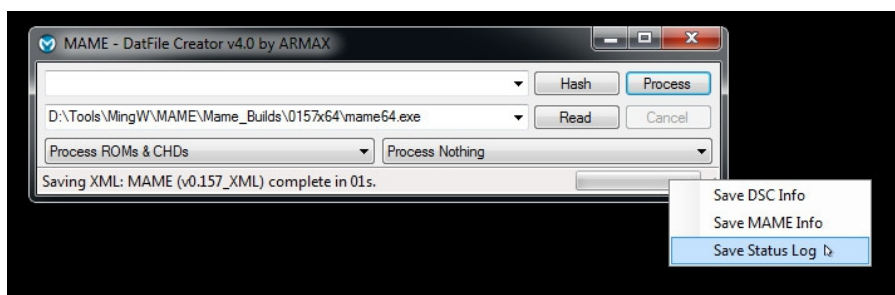 MAME - DatFile Creator v4.0 by ARMAX
Hash
Process
D:\Tools\MingW\MAME\Mame_Builds\0157x64\mame64.exe
Read
Cancel
Process ROMs & CHDs
Process Nothing
Saving XML: MAME (v0.157_XML) complete in 01s.
Save DSC Info
Save MAME Info
Save Status Log